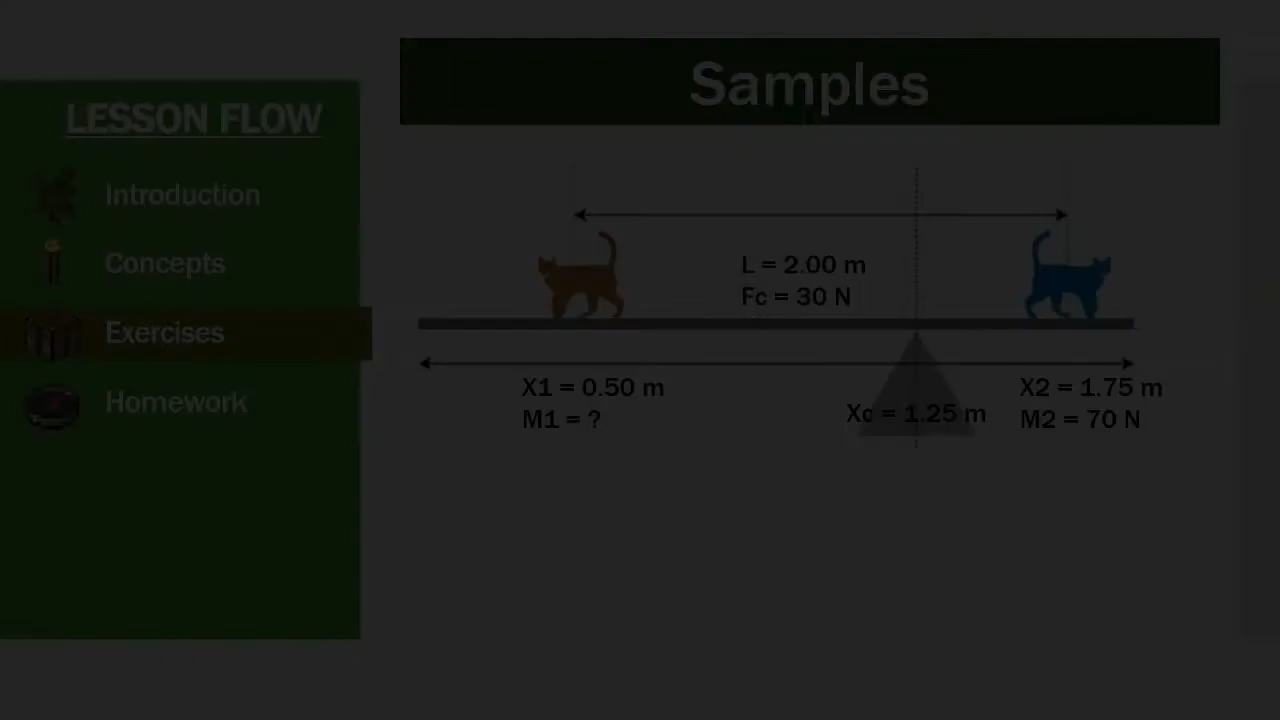 Samples
LESSON FLOW
Introduction
Concepts
Exercises
Homework
L = 2.00 m
Fc = 30 N
X1 = 0.50 m
M1 = ?
Xc = 1.25 m
X2 = 1.75 m
M2 = 70 N